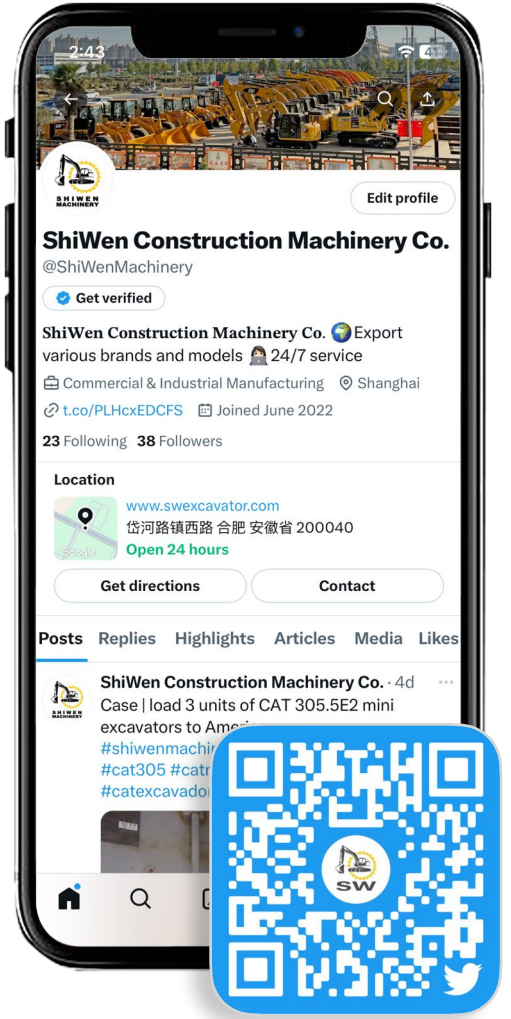 2:43
SHIWEN
MACHINERY
Edit profile
ShiWen Construction Machinery Co.
@ShiWenMachinery
Get verified
ShiWen Construction Machinery Co. 🌍Export
various brands and models 👩🏻‍💻 24/7 service
Commercial & Industrial Manufacturing Shanghai
t.co/PLHcxEDCFS Joined June 2022
23 Following 38 Followers
Location
www.swexcavator.com
岱河路镇西路 合肥 安徽省 200040
Open 24 hours
Google
Get directions Contact
Posts Replies Highlights Articles Media Likes
ShiWen Construction Machinery Co. · 4d
SHIWEN
MACHINERY
Case | load 3 units of CAT 305.5E2 mini
excavators to
#cat305
SW